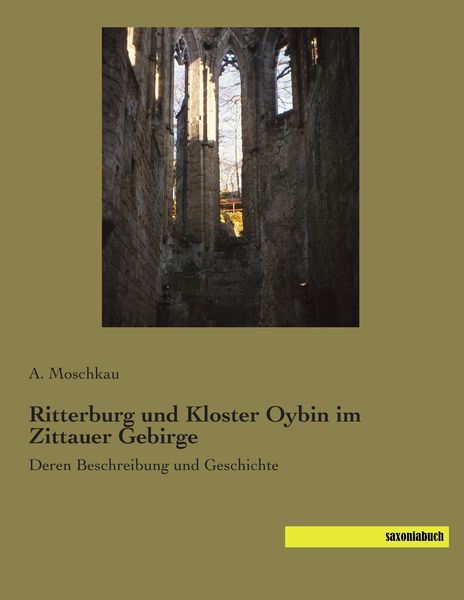 A. Moschkau
Ritterburg und Kloster Oybin im
Zittauer Gebirge
Deren Beschreibung und Geschichte
saxoniabuch